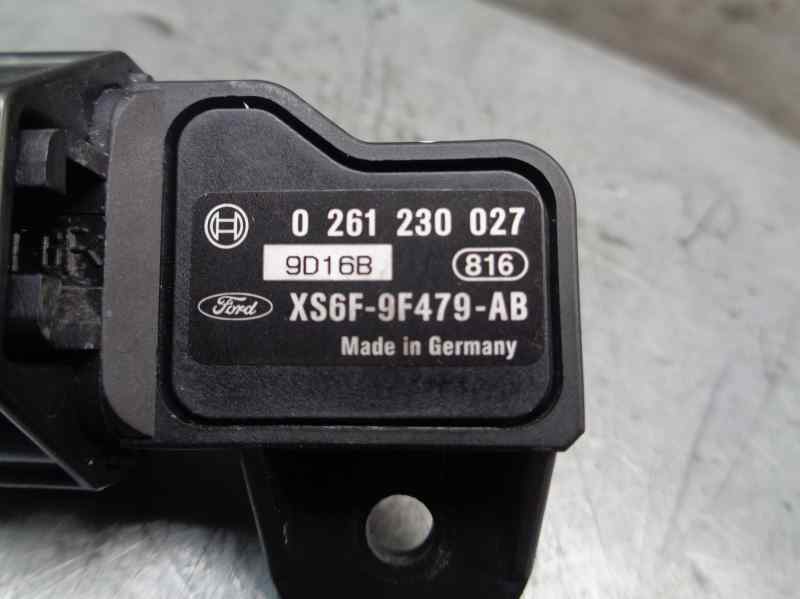 0 261 230 027
9D16B 816
Ford XS6F-9F479-AB
Made in Germany